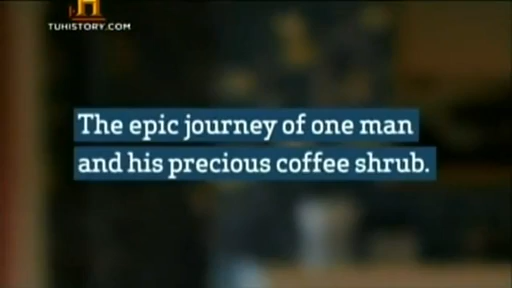 H
TUHISTORY.COM
The epic journey of one man
and his precious coffee shrub.